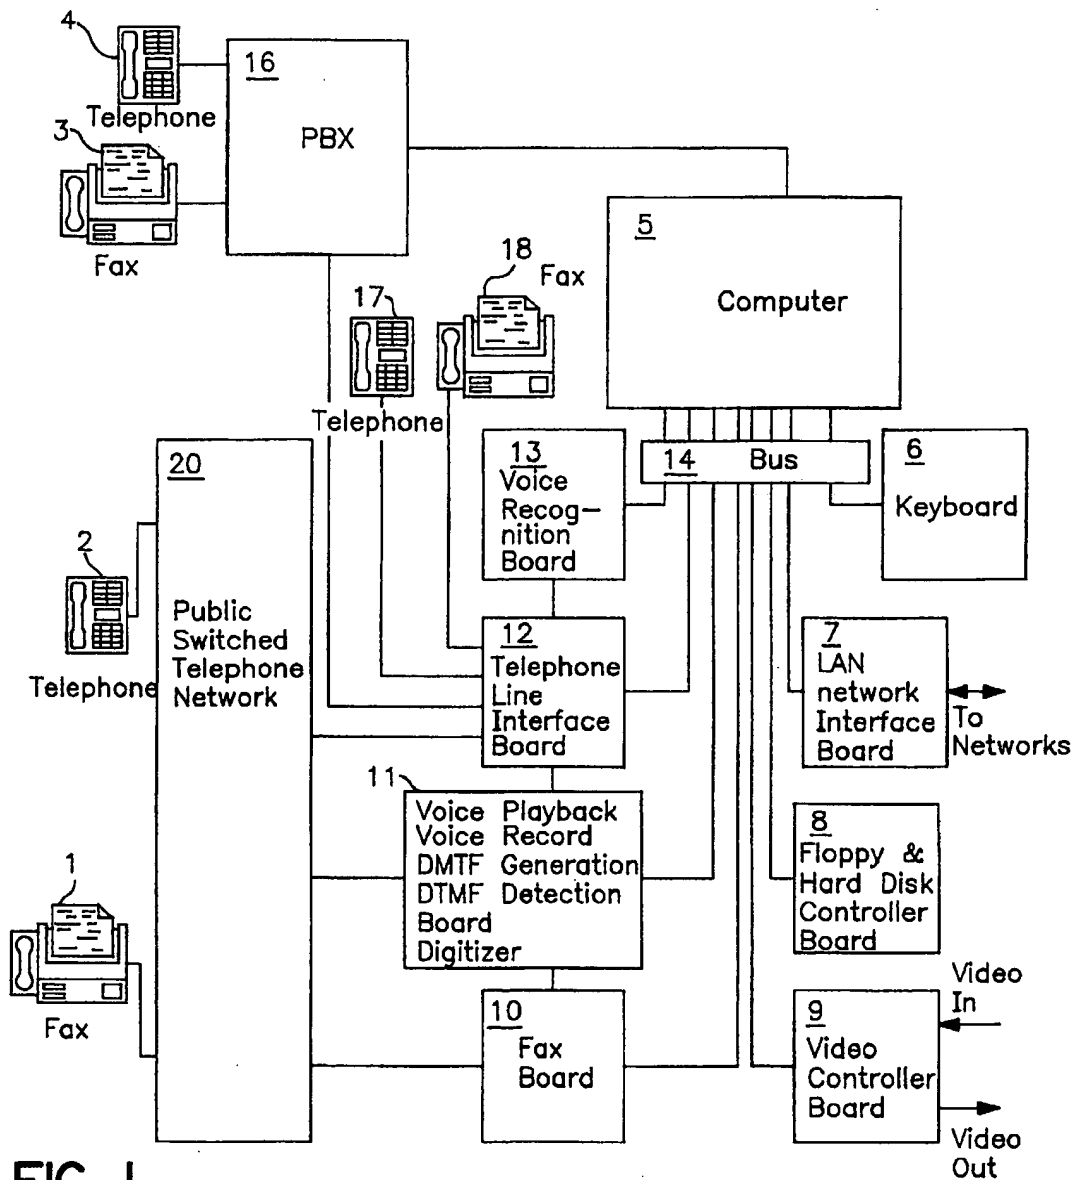 4
16
Telephone
PBX
3
Fax
5
Computer
18
Fax
17
Telephone
20
Public
Switched
Telephone
Network
2
Telephone
1
Fax
13
Voice
Recog-
nition
Board
14 Bus
6
Keyboard
12
Telephone
Line
Interface
Board
7
LAN
network
Interface
Board
To
Networks
11
Voice Playback
Voice Record
DMTF Generation
DTMF Detection
Board
Digitizer
8
Floppy &
Hard Disk
Controller
Board
10
Fax
Board
9
Video
Controller
Board
Video
In
Video
Out
FIG. 1